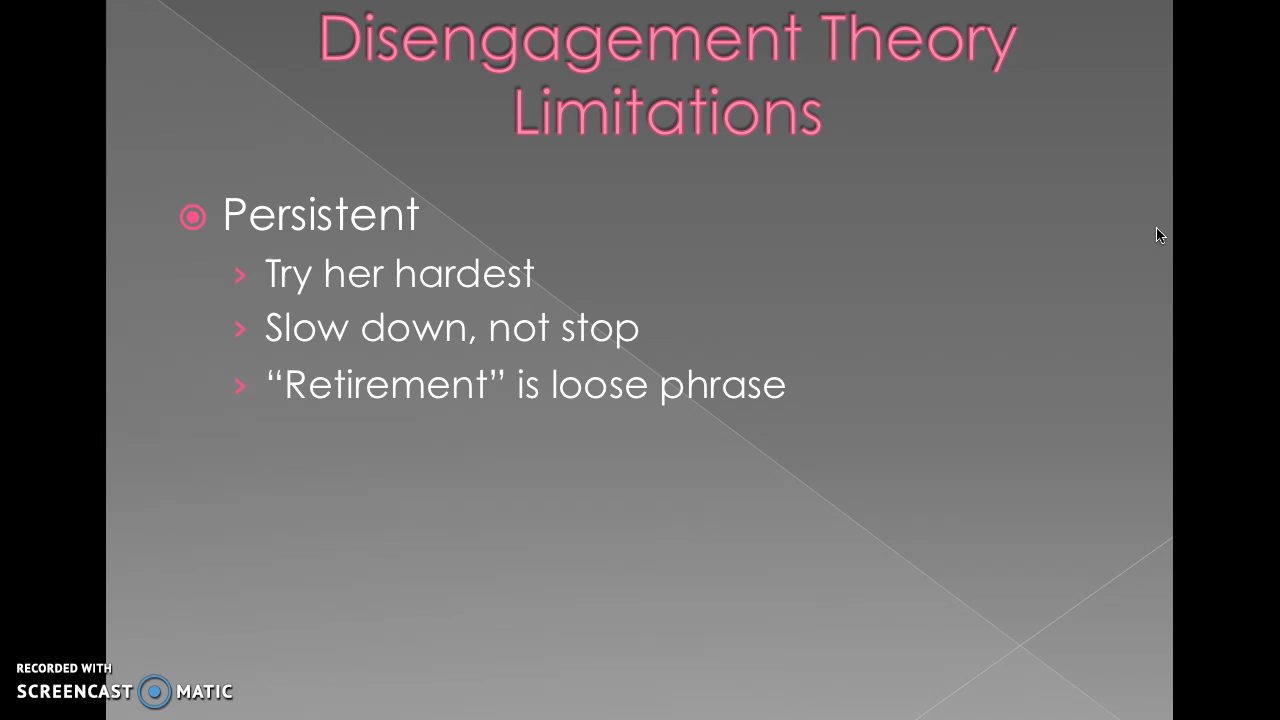 Disengagement Theory
Limitations
Persistent
Try her hardest
Slow down, not stop
“Retirement” is loose phrase
RECORDED WITH
SCREENCAST MATIC